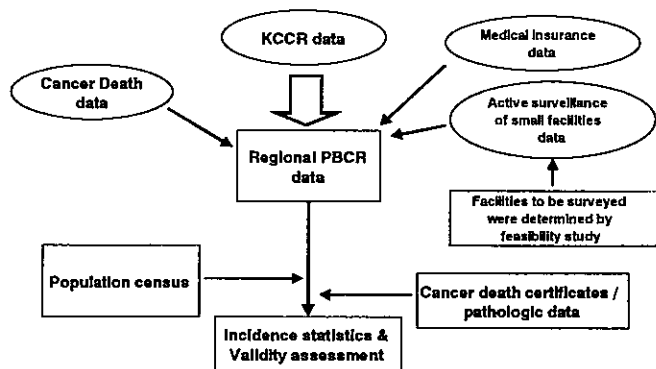 KCCR data
Medical Insurance
data
Cancer Death
data
Active surveillance
of small facilities
data
Regional PBCR
data
Facilities to be surveyed
were determined by
feasibility study
Population census
Cancer death certificates /
pathologic data
Incidence statistics &
Validity assessment